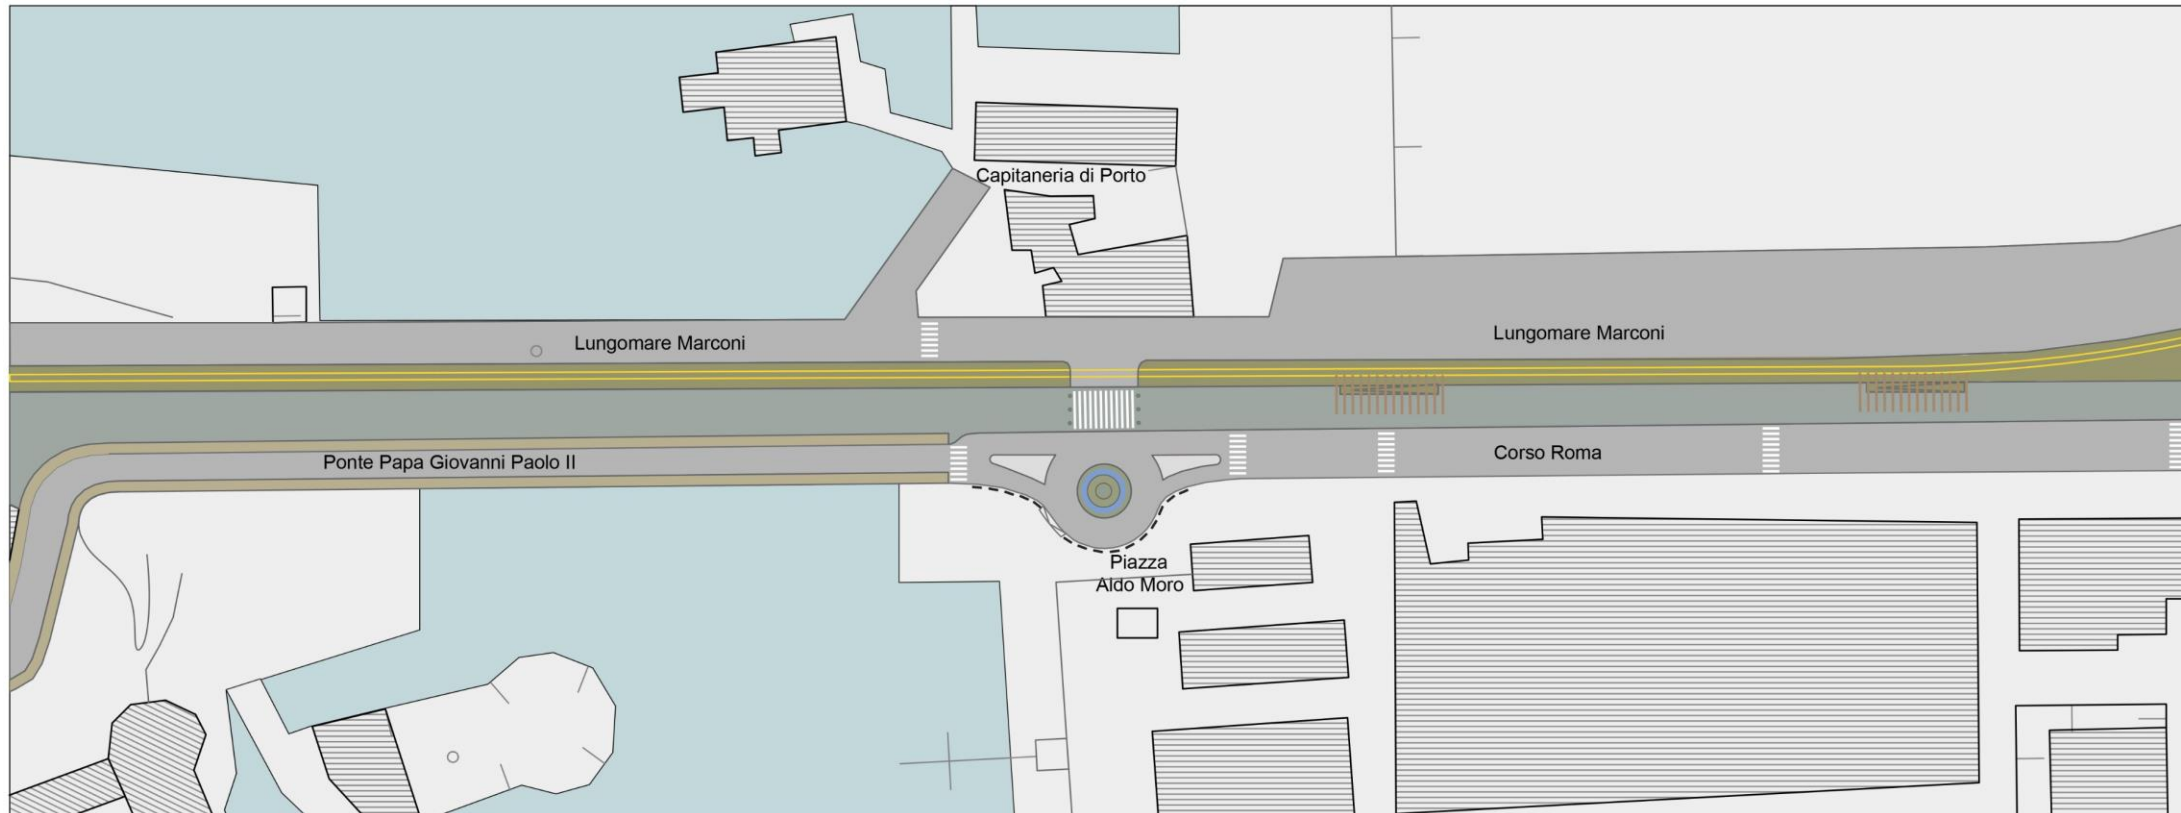 Capitaneria di Porto
Lungomare Marconi
Lungomare Marconi
Ponte Papa Giovanni Paolo II
Corso Roma
Piazza
Aldo Moro